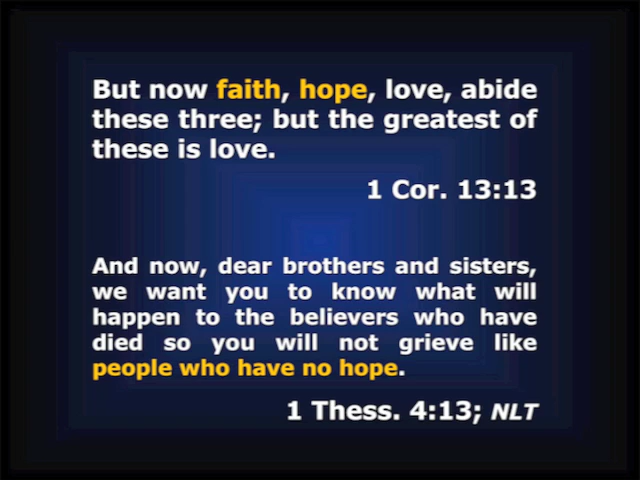 But now faith, hope, love, abide
these three; but the greatest of
these is love.
1 Cor. 13:13
And now, dear brothers and sisters,
we want you to know what will
happen to the believers who have
died so you will not grieve like
people who have no hope.
1 Thess. 4:13; NLT